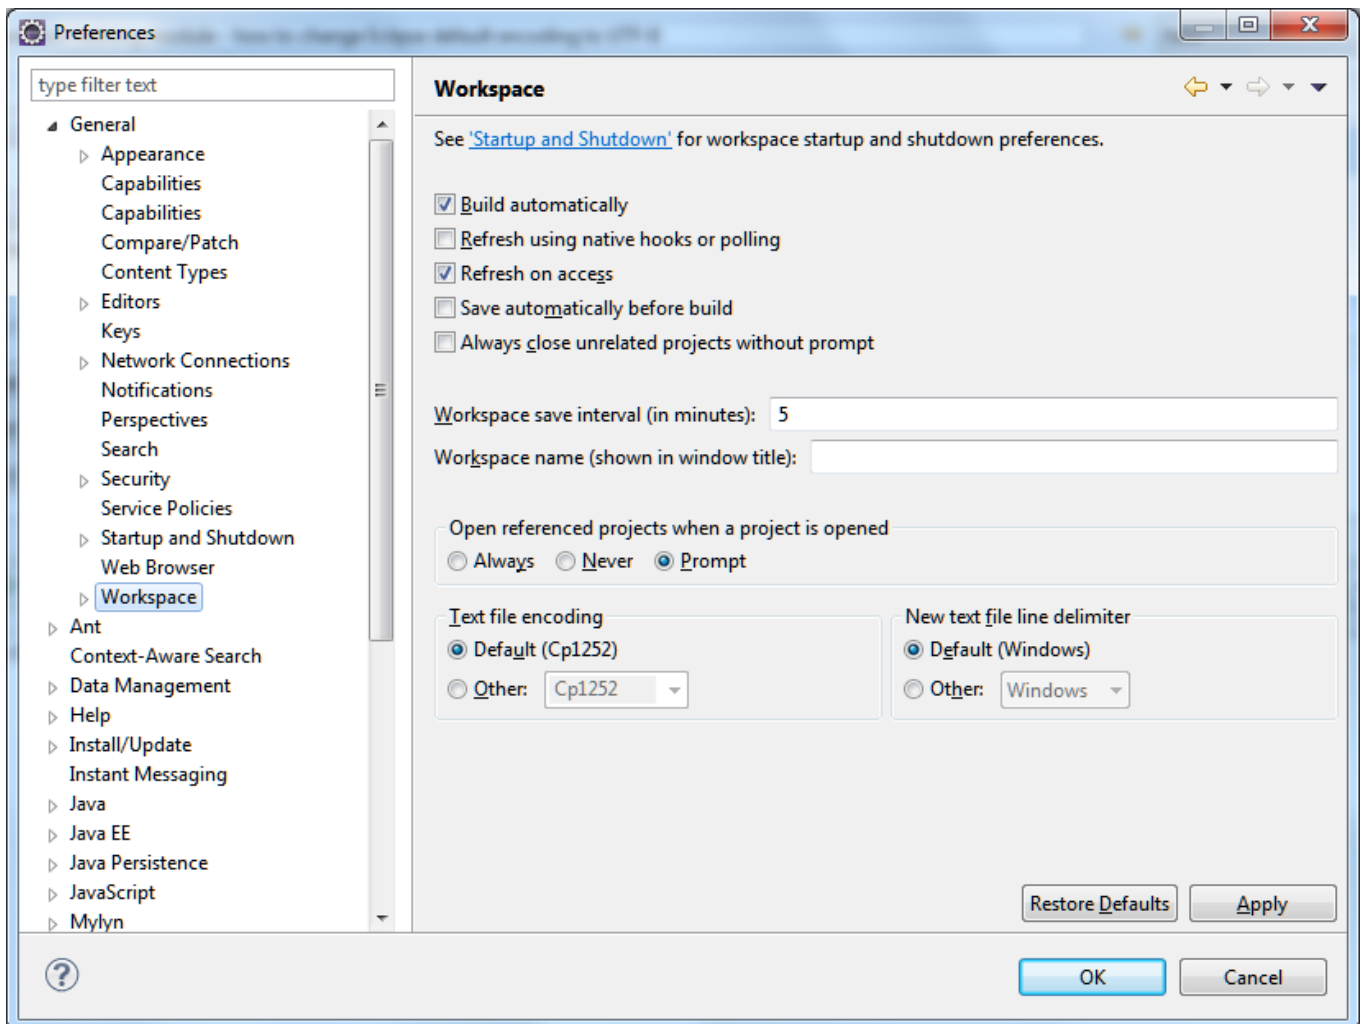 Preferences
type filter text
General
Appearance
Capabilities
Capabilities
Compare/Patch
Content Types
Editors
Keys
Network Connections
Notifications
Perspectives
Search
Security
Service Policies
Startup and Shutdown
Web Browser
Workspace
Ant
Context-Aware Search
Data Management
Help
Install/Update
Instant Messaging
Java
Java EE
Java Persistence
JavaScript
Mylyn
Workspace
See 'Startup and Shutdown' for workspace startup and shutdown preferences.
Build automatically
Refresh using native hooks or polling
Refresh on access
Save automatically before build
Always close unrelated projects without prompt
Workspace save interval (in minutes): 5
Workspace name (shown in window title):
Open referenced projects when a project is opened
Always Never Prompt
Text file encoding
Default (Cp1252)
Other: Cp1252
New text file line delimiter
Default (Windows)
Other: Windows
Restore Defaults Apply
? OK Cancel